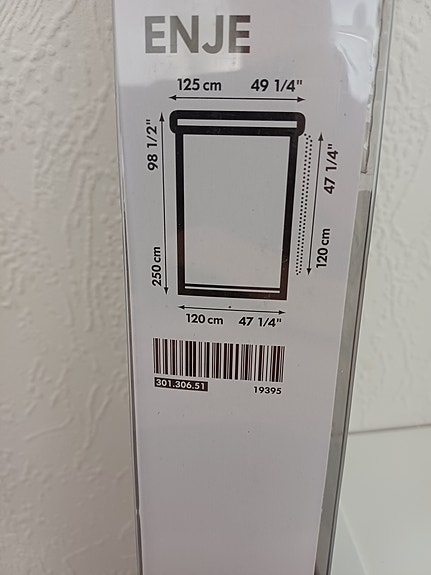 ENJE
125 cm 49 1/4"
98 1/2"
250 cm
47 1/4"
120 cm
120 cm 47 1/4"
301.306.51 19395